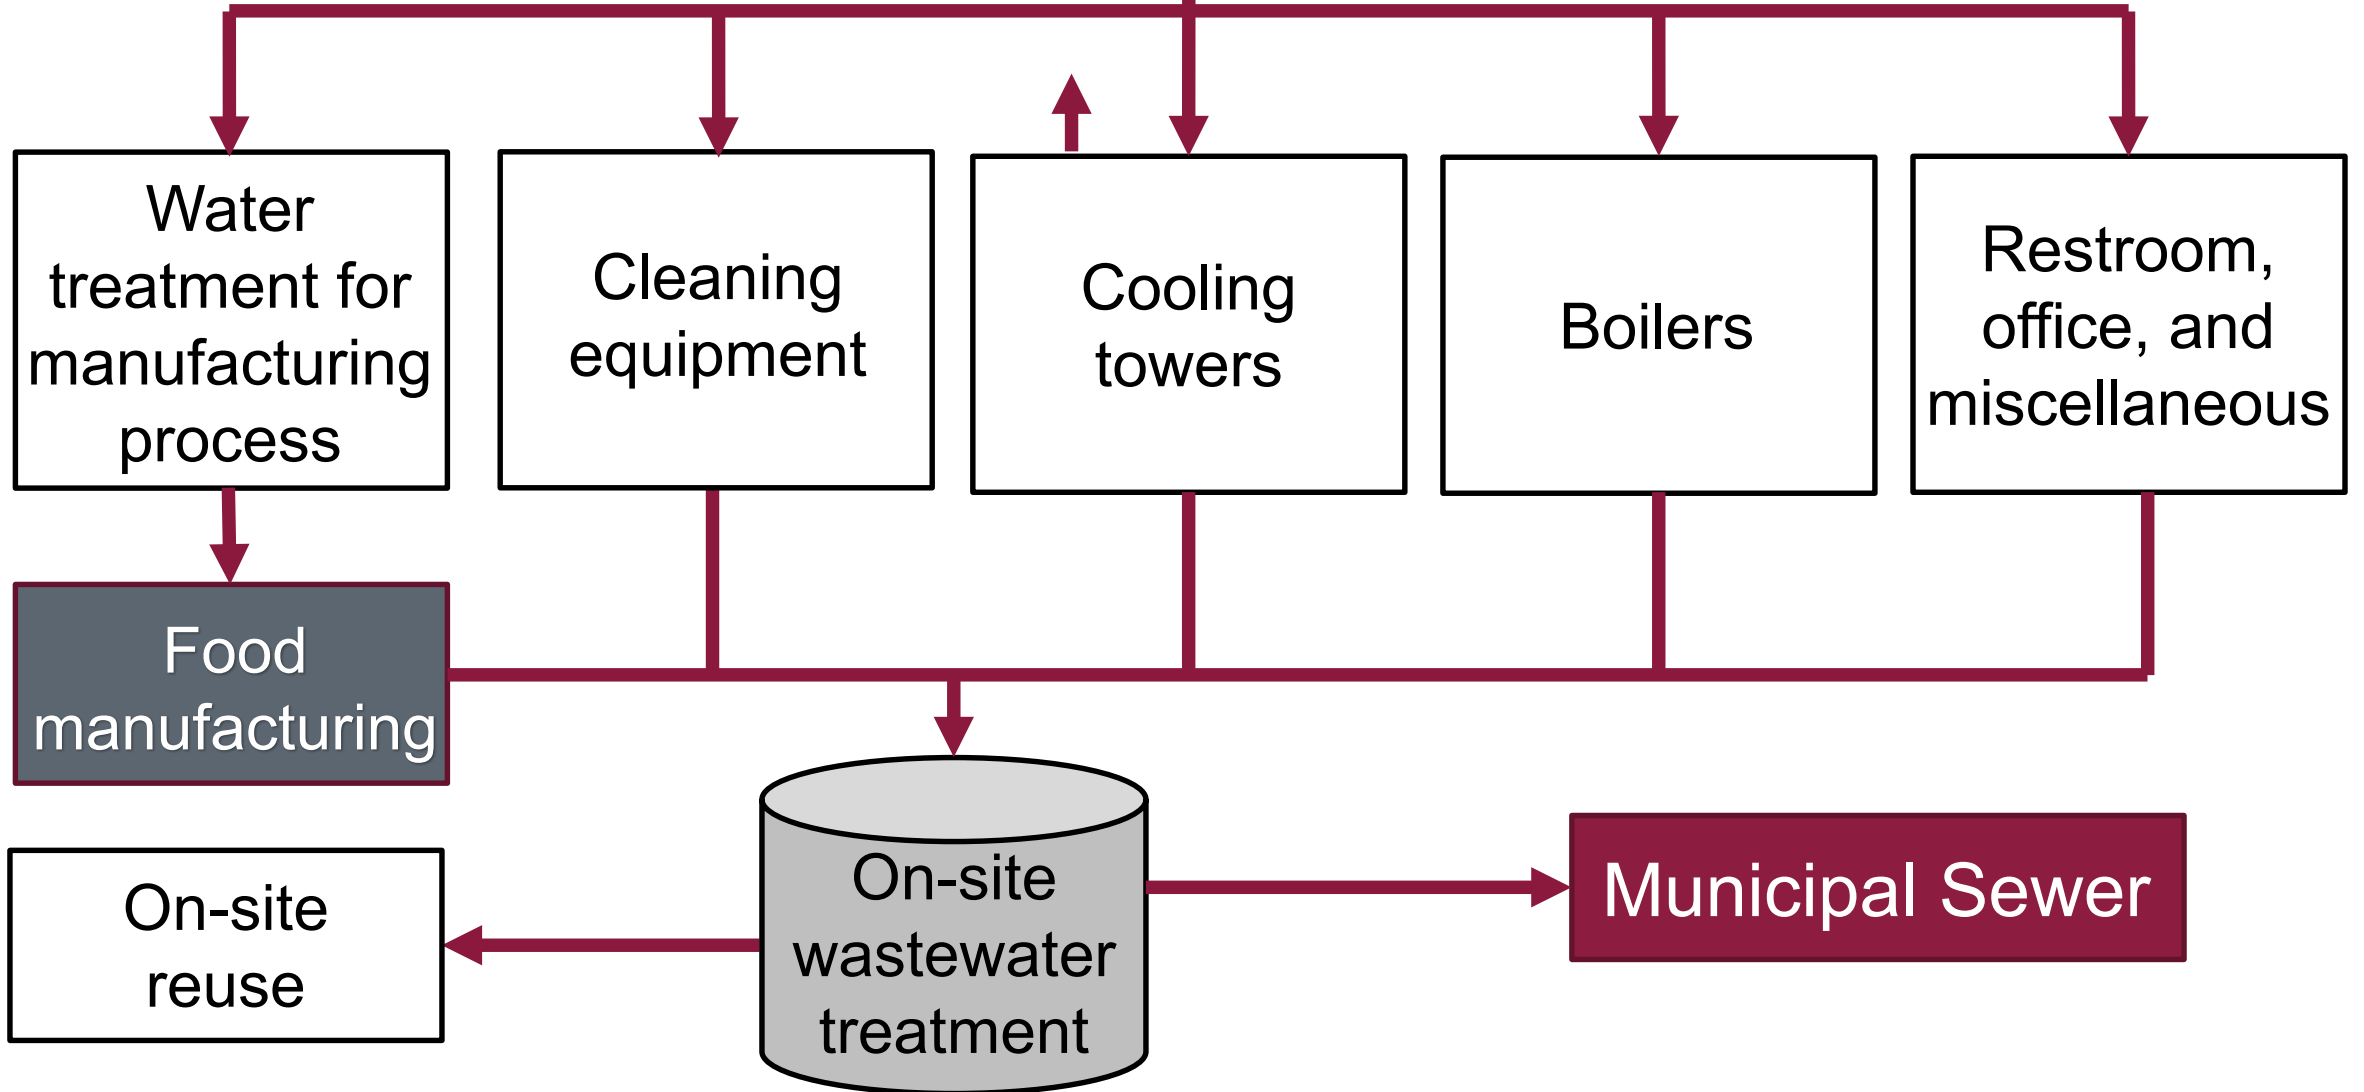 Water
treatment for
manufacturing
process
Cleaning
equipment
Cooling
towers
Boilers
Restroom,
office, and
miscellaneous
Food
manufacturing
On-site
reuse
On-site
wastewater
treatment
Municipal Sewer